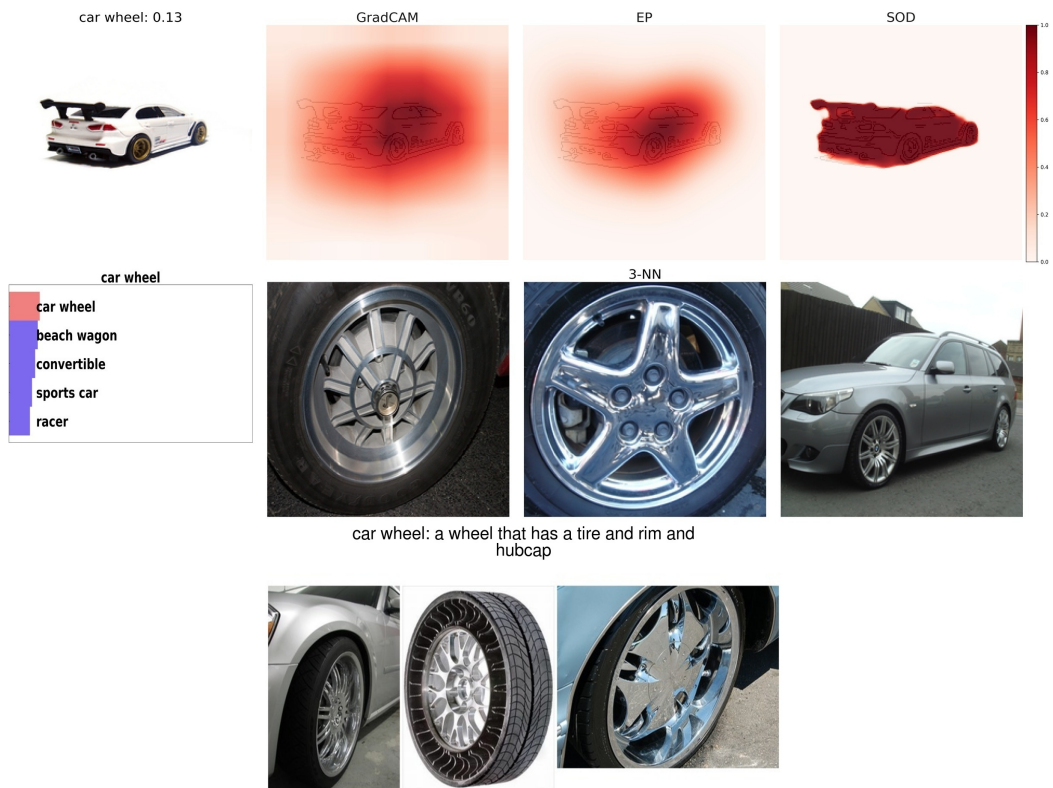 car wheel: 0.13
GradCAM
EP
SOD
1.0
0.8
0.6
0.4
0.2
0.0
car wheel
car wheel
beach wagon
convertible
sports car
racer
3-NN
car wheel: a wheel that has a tire and rim and
hubcap